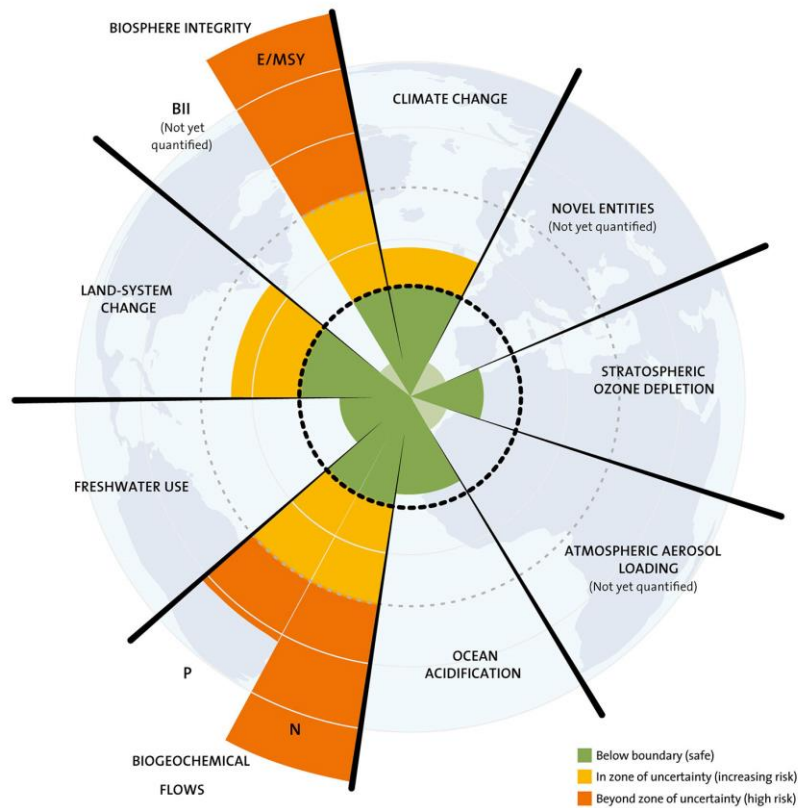 BIOSPHERE INTEGRITY
E/MSY
BII
(Not yet
quantified)
CLIMATE CHANGE
NOVEL ENTITIES
(Not yet quantified)
LAND-SYSTEM
CHANGE
STRATOSPHERIC
OZONE DEPLETION
FRESHWATER USE
ATMOSPHERIC AEROSOL
LOADING
(Not yet quantified)
OCEAN
ACIDIFICATION
P
N
BIOGEOCHEMICAL
FLOWS
Below boundary (safe)
In zone of uncertainty (increasing risk)
Beyond zone of uncertainty (high risk)